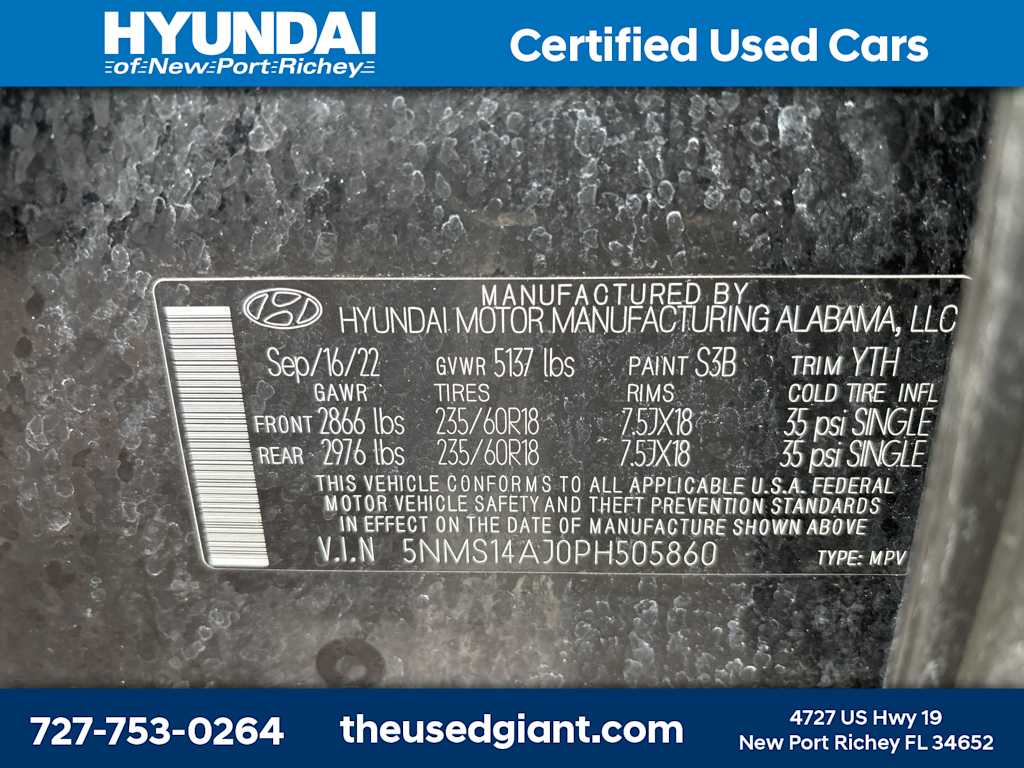 HYUNDAI
of New Port Richey
Certified Used Cars
MANUFACTURED BY
HYUNDAI MOTOR MANUFACTURING ALABAMA, LLC
Sep/16/22 GVWR 5137 lbs PAINT S3B TRIM YTH
GAWR TIRES RIMS COLD TIRE INFL
FRONT 2866 lbs 235/60R18 7.5JX18 35 psi SINGLE
REAR 2976 lbs 235/60R18 7.5JX18 35 psi SINGLE
THIS VEHICLE CONFORMS TO ALL APPLICABLE U.S.A. FEDERAL
MOTOR VEHICLE SAFETY AND THEFT PREVENTION STANDARDS
IN EFFECT ON THE DATE OF MANUFACTURE SHOWN ABOVE
V.I.N 5NMS14AJ0PH505860 TYPE: MPV
727-753-0264
theusedgiant.com
4727 US Hwy 19
New Port Richey FL 34652